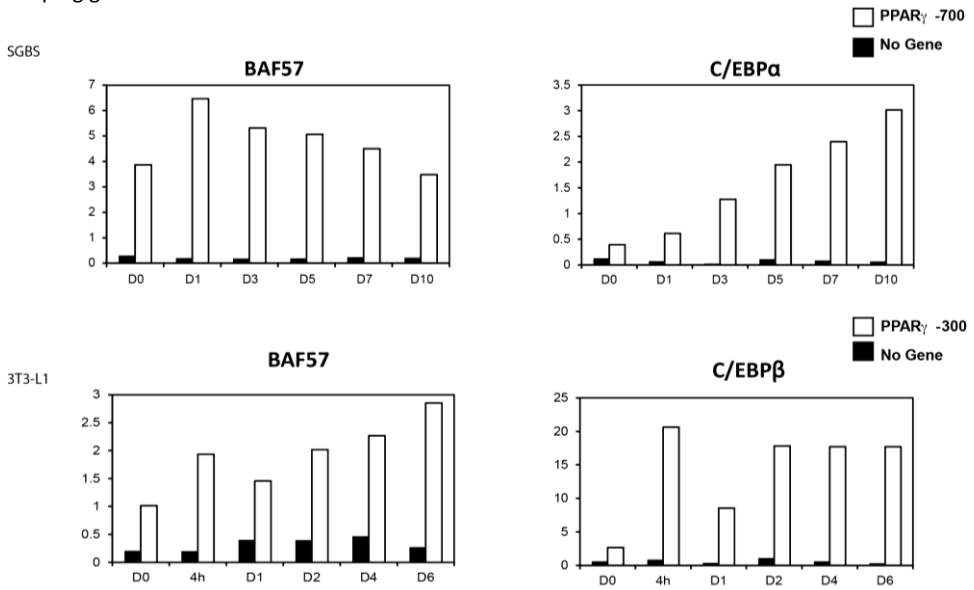 PPARγ -700
No Gene
SGBS
BAF57
7
6
5
4
3
2
1
0
D0 D1 D3 D5 D7 D10
C/EBPα
3.5
3
2.5
2
1.5
1
0.5
0
D0 D1 D3 D5 D7 D10
PPARγ -300
No Gene
3T3-L1
BAF57
3
2.5
2
1.5
1
0.5
0
D0 4h D1 D2 D4 D6
C/EBPβ
25
20
15
10
5
0
D0 4h D1 D2 D4 D6